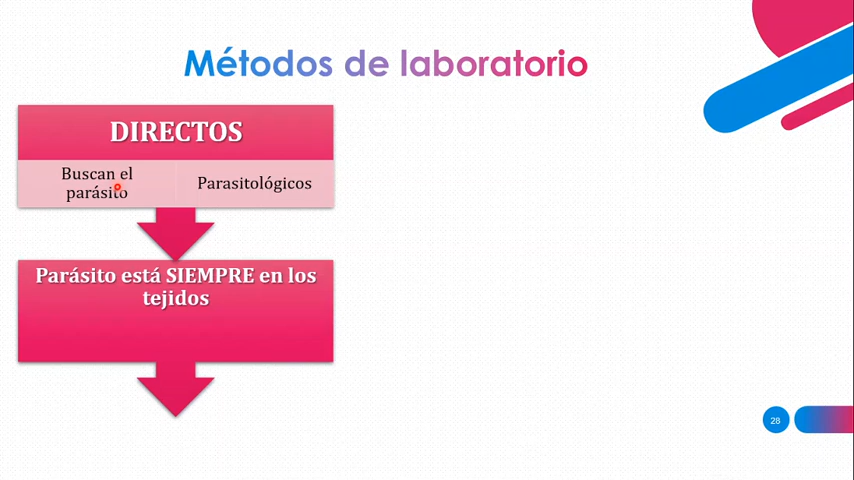 Métodos de laboratorio
DIRECTOS
Buscan el
parásito
Parasitológicos
Parásito está SIEMPRE en los
tejidos
28